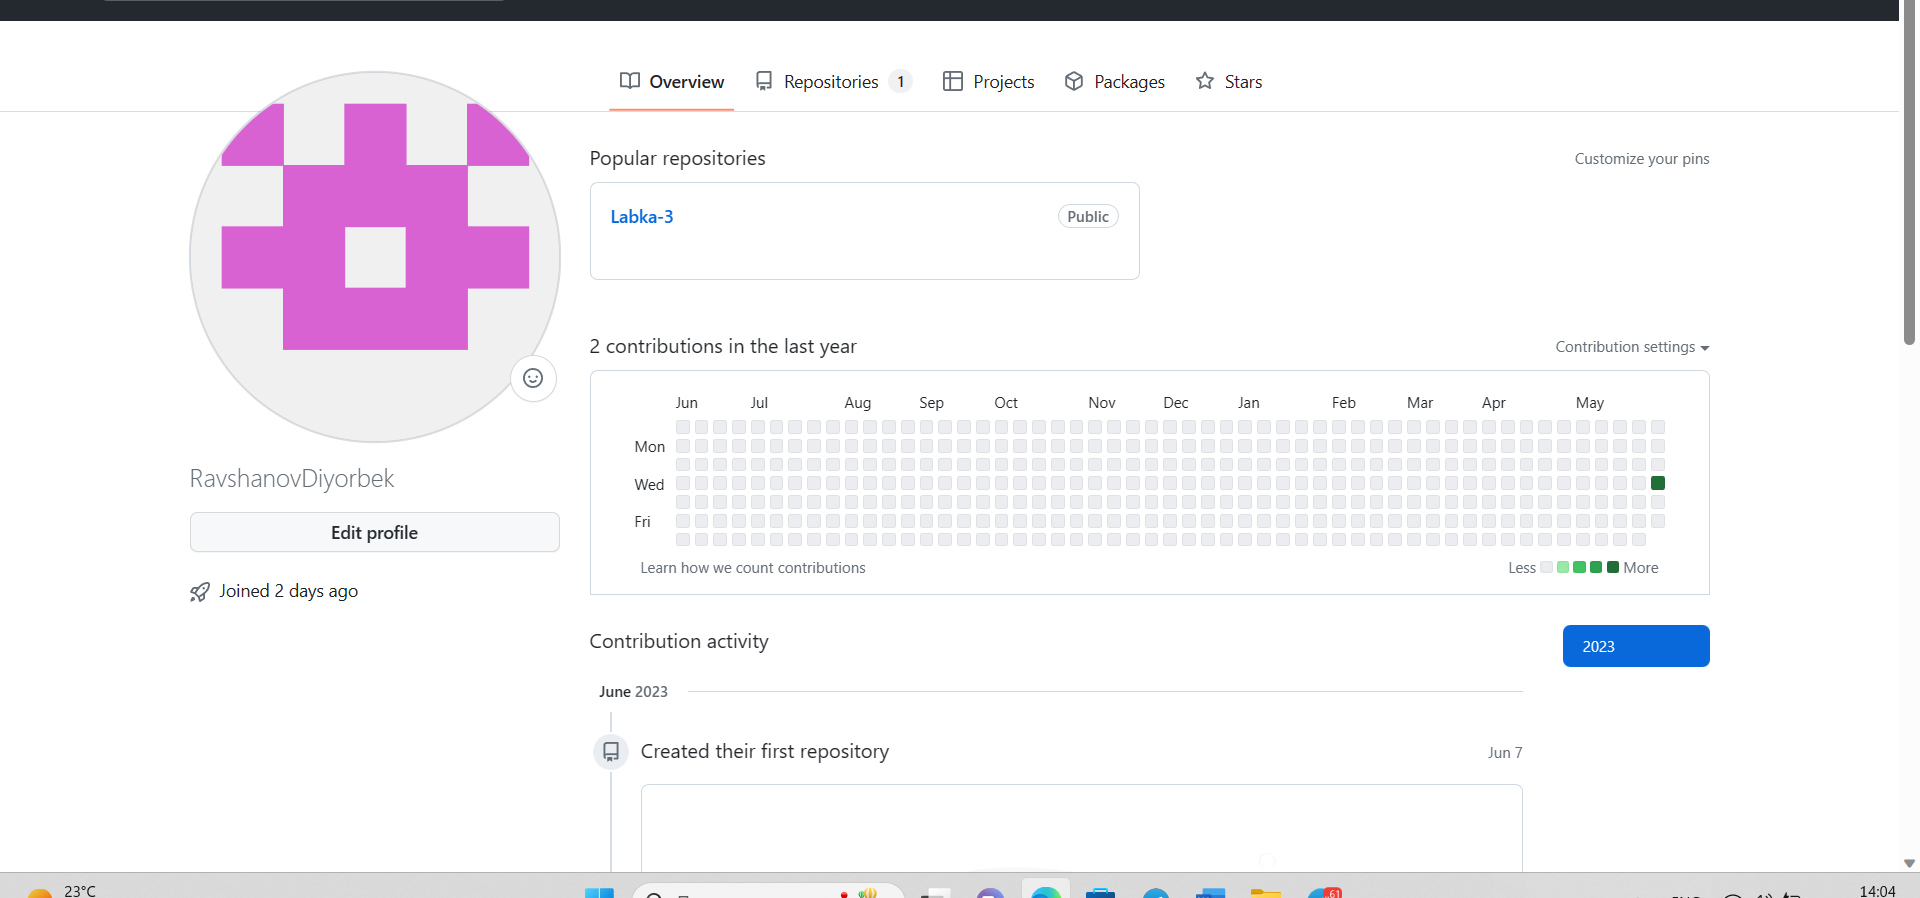 Overview Repositories 1 Projects Packages Stars
Popular repositories
Customize your pins
Labka-3
Public
2 contributions in the last year
Contribution settings
Jun Jul Aug Sep Oct Nov Dec Jan Feb Mar Apr May
Mon
Wed
Fri
Learn how we count contributions
Less More
RavshanovDiyorbek
Edit profile
Joined 2 days ago
Contribution activity
2023
June 2023
Created their first repository
Jun 7
23°C
61
14:04